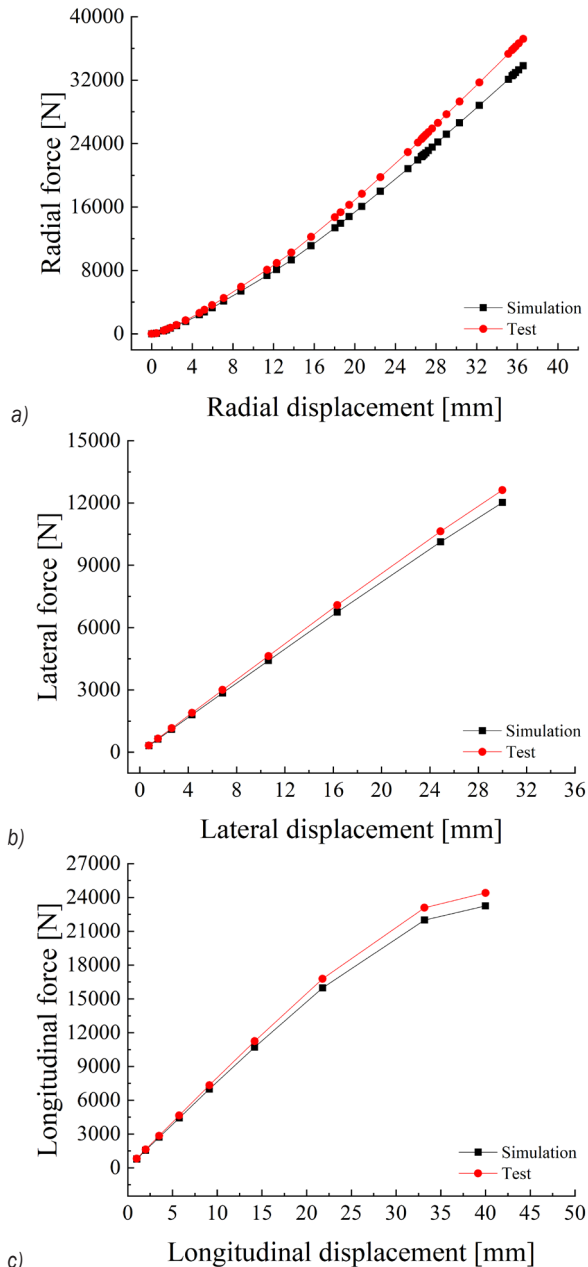 40000
32000
24000
16000
8000
0
Radial force [N]
Simulation
Test
0 4 8 12 16 20 24 28 32 36 40
Radial displacement [mm]
a)
15000
12000
9000
6000
3000
0
Lateral force [N]
Simulation
Test
0 4 8 12 16 20 24 28 32 36
Lateral displacement [mm]
b)
27000
24000
21000
18000
15000
12000
9000
6000
3000
0
Longitudinal force [N]
Simulation
Test
0 5 10 15 20 25 30 35 40 45 50
Longitudinal displacement [mm]
c)